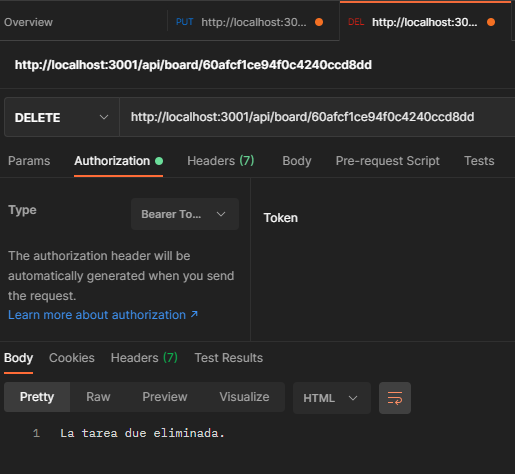 Overview PUT http://localhost:30... DEL http://localhost:30...
http://localhost:3001/api/board/60afcf1ce94f0c4240ccd8dd
DELETE http://localhost:3001/api/board/60afcf1ce94f0c4240ccd8dd
Params Authorization Headers (7) Body Pre-request Script Tests
Type Bearer To... Token
The authorization header will be
automatically generated when you send
the request.
Learn more about authorization ↗
Body Cookies Headers (7) Test Results
Pretty Raw Preview Visualize HTML
1 La tarea due eliminada.